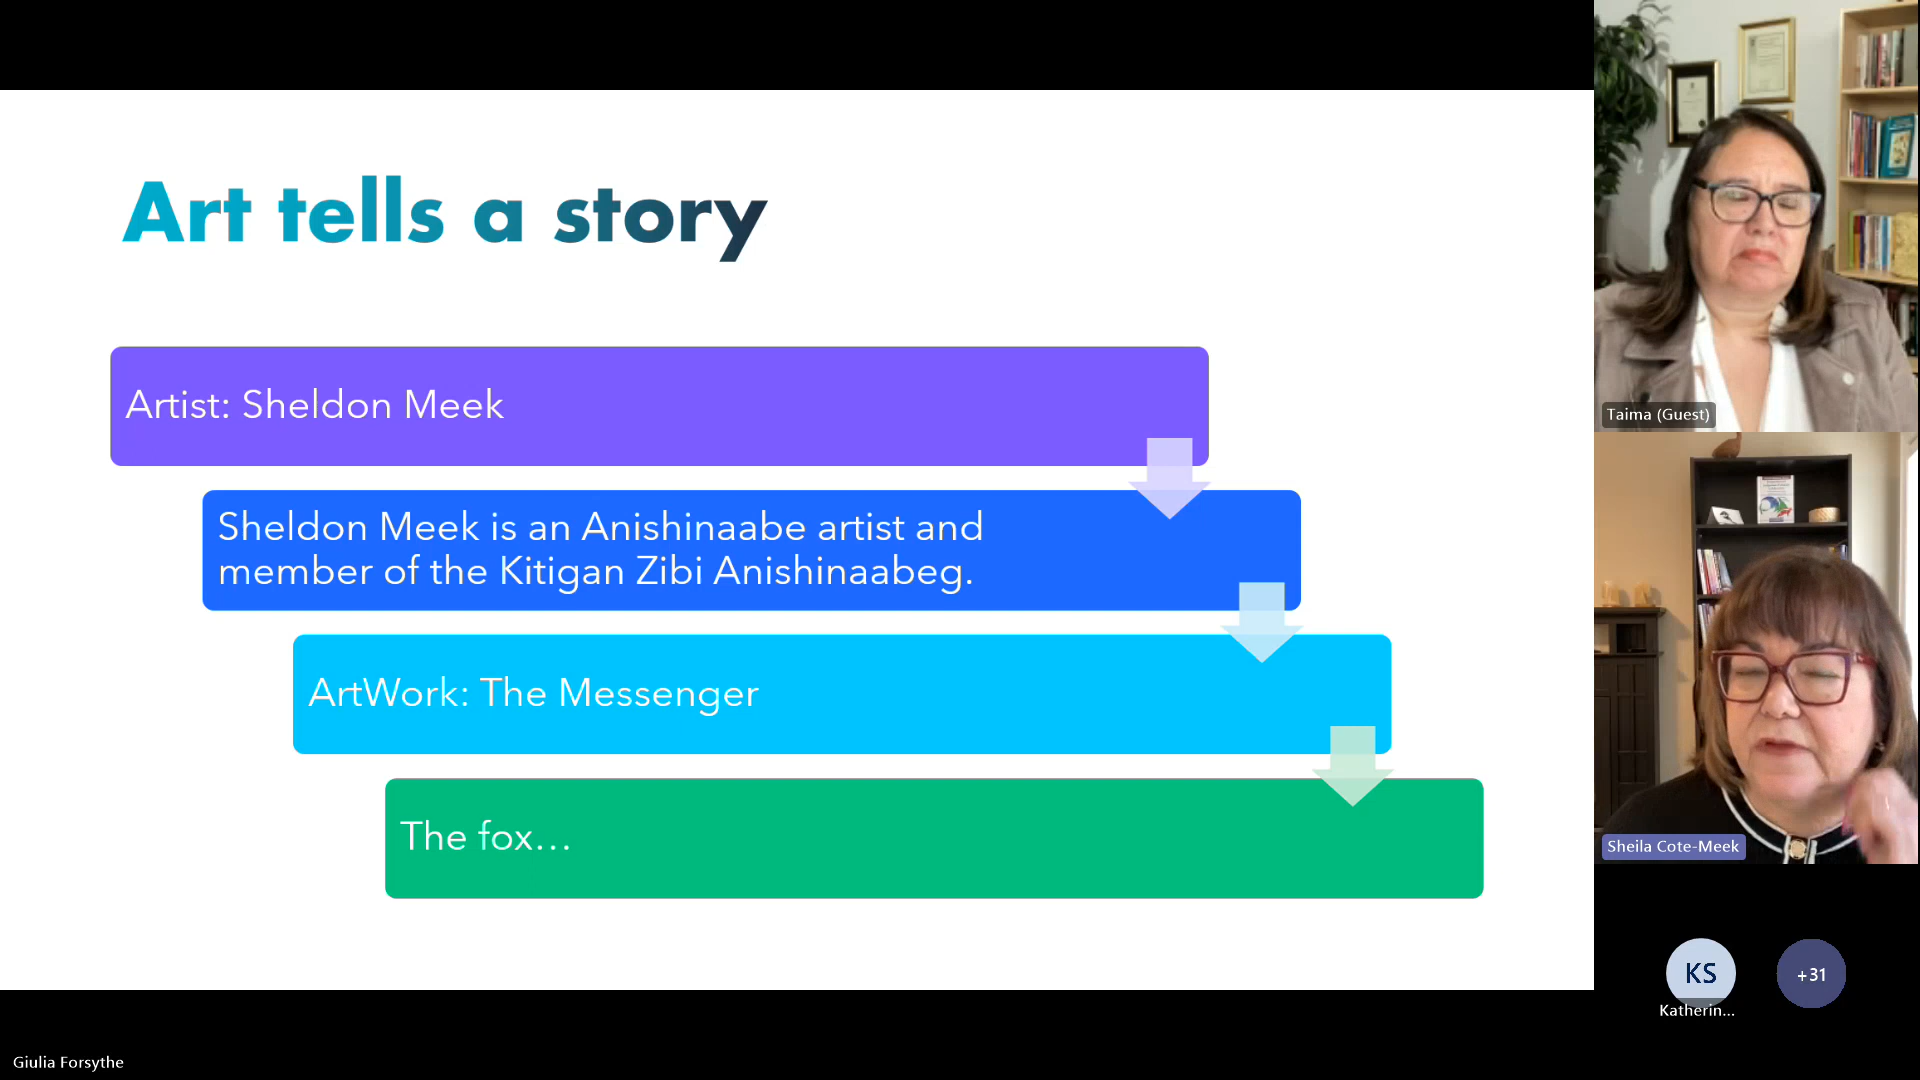 Art tells a story
Artist: Sheldon Meek
Sheldon Meek is an Anishinaabe artist and
member of the Kitigan Zibi Anishinaabeg.
ArtWork: The Messenger
The fox…
Taima (Guest)
Sheila Cote-Meek
KS
+31
Katherin...
Giulia Forsythe